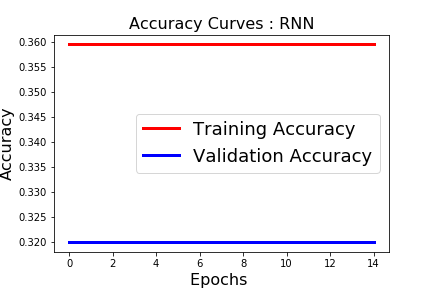 Accuracy Curves : RNN
0.360
0.355
0.350
0.345
0.340
0.335
0.330
0.325
0.320
Accuracy
Training Accuracy
Validation Accuracy
0 2 4 6 8 10 12 14
Epochs